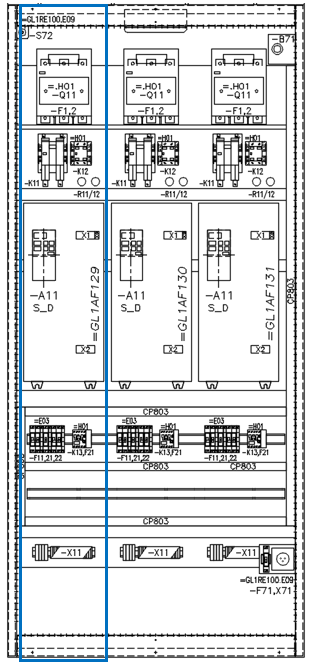 =GL1RE100.E09
-S72
-B71
=.H01
-Q11
-F1,2
=.H01
-Q11
-F1,2
=.H01
-Q11
-F1,2
=H01
-K12
-K11
-R11/12
=H01
-K12
-K11
-R11/12
=H01
-K12
-K11
-R11/12
X1
-A11
S_D
=GL1AF129
X2
X1
-A11
S_D
=GL1AF130
X2
X1
-A11
S_D
=GL1AF131
X2
CP803
CP803
=E03
=H01
-F11,21,22
-K13,F21
=E03
=H01
-F11,21,22
-K13,F21
=E03
=H01
-F11,21,22
-K13,F21
CP803
CP803
CP803
-X11
-X11
-X11
=GL1RE100.E09
-F71,X71